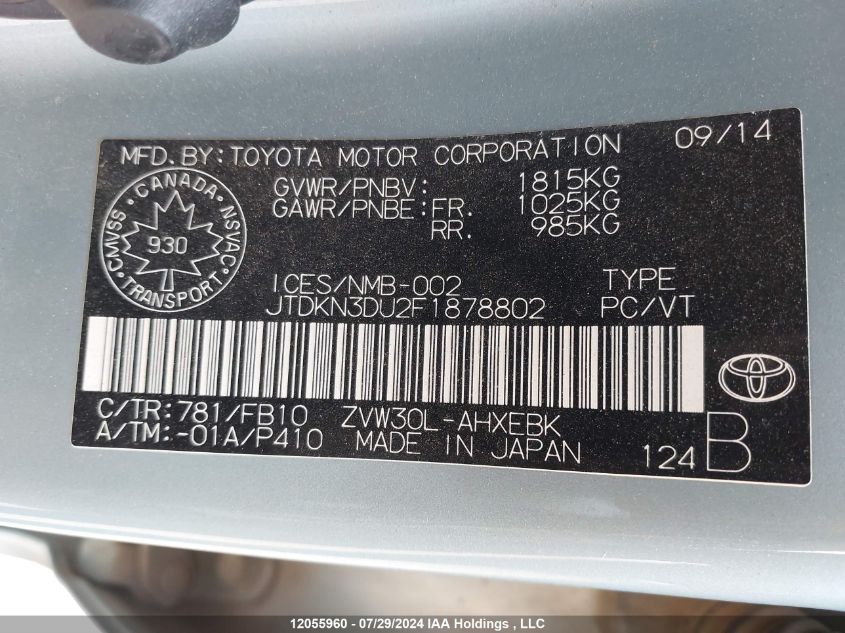 09/14
MFD.BY:TOYOTA MOTOR CORPORATION
GVWR/PNBV: 1815KG
GAWR/PNBE:FR. 1025KG
RR. 985KG
CANADA
CMVSS 930 NSVAC
TRANSPORT
ICES/NMB-002 TYPE
JTDKN3DU2F1878802 PC/VT
C/TR:781/FB10 ZVW30L-AHXEBK
A/TM:-01A/P410 MADE IN JAPAN 124 B
12055960 - 07/29/2024 IAA Holdings , LLC